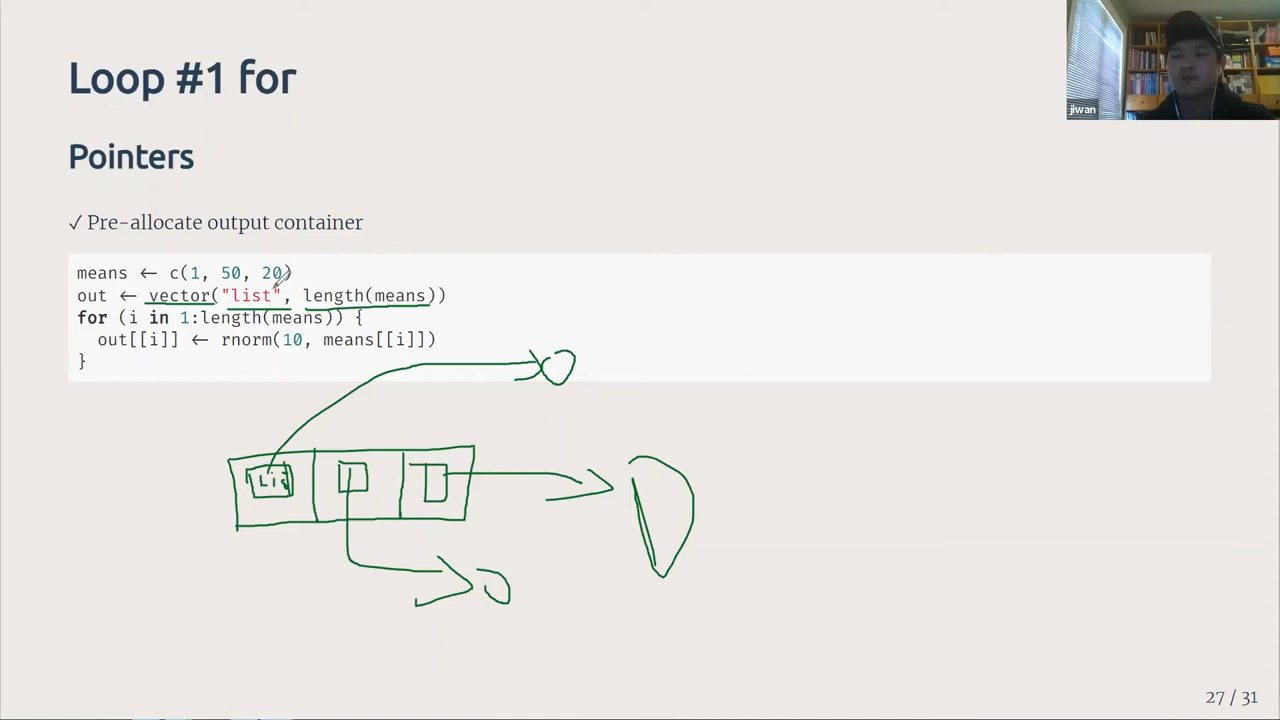 Loop #1 for
jiwan
Pointers
✓ Pre-allocate output container
means ← c(1, 50, 20)
out ← vector("list", length(means))
for (i in 1:length(means)) {
  out[[i]] ← rnorm(10, means[[i]])
}
Lis
27 / 31